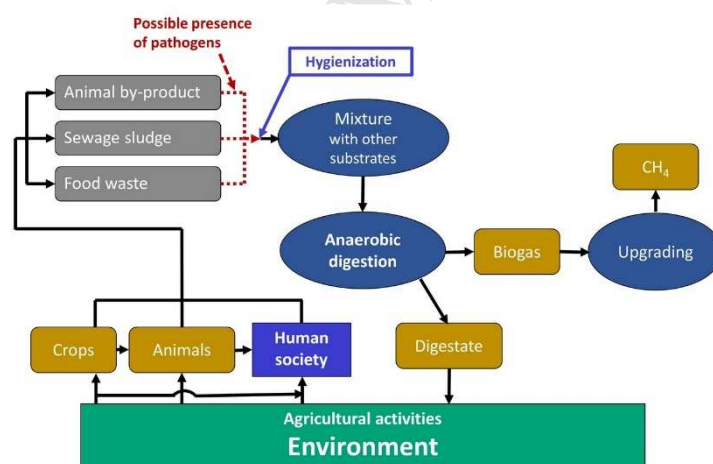 Possible presence
of pathogens
Hygienization
Animal by-product
Sewage sludge
Food waste
Mixture
with other
substrates
CH₄
Anaerobic
digestion
Biogas
Upgrading
Crops
Animals
Human
society
Digestate
Agricultural activities
Environment